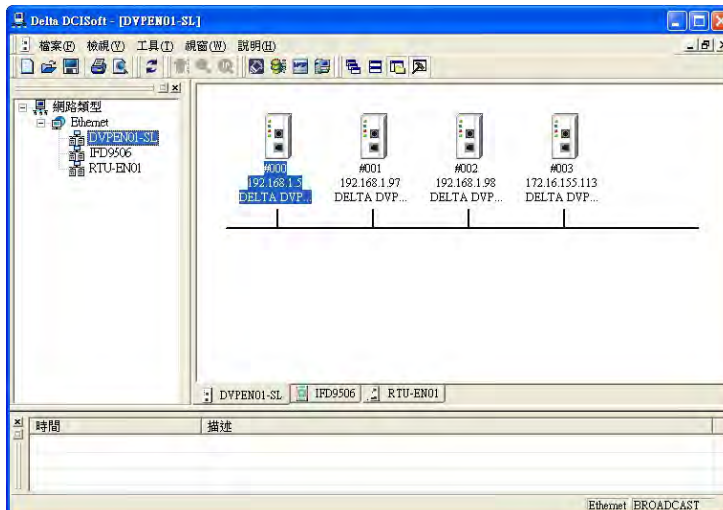 Delta DCISoft - [DVPEN01-SL]
檔案(F) 檢視(V) 工具(T) 視窗(W) 說明(H)
網路類型
Ethernet
DVPEN01-SL
IFD9506
RTU-EN01
#000 #001 #002 #003
192.168.1.5 192.168.1.97 192.168.1.98 172.16.155.113
DELTA DVP... DELTA DVP... DELTA DVP... DELTA DVP...
DVPEN01-SL IFD9506 RTU-EN01
時間 描述
Ethernet BROADCAST